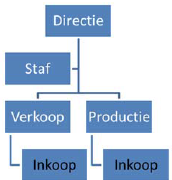 Directie
Staf
Verkoop
Productie
Inkoop
Inkoop